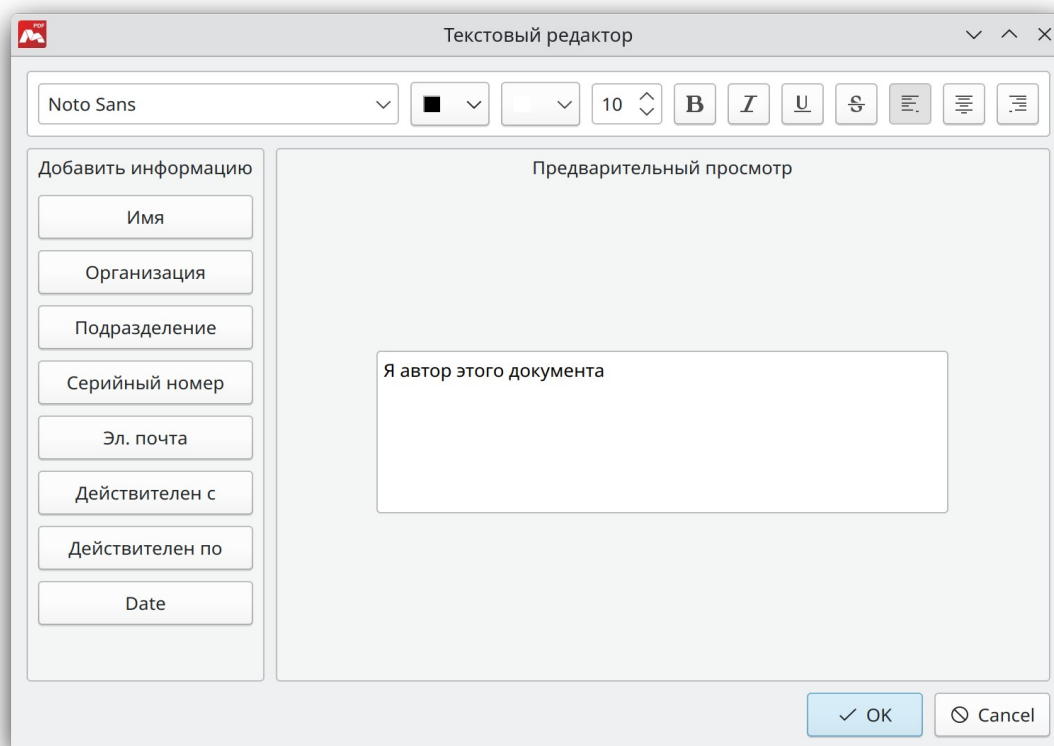 PDF
Текстовый редактор
Noto Sans
10
B I U S
Добавить информацию
Предварительный просмотр
Имя
Организация
Подразделение
Серийный номер
Эл. почта
Действителен с
Действителен по
Date
Я автор этого документа
OK
Cancel